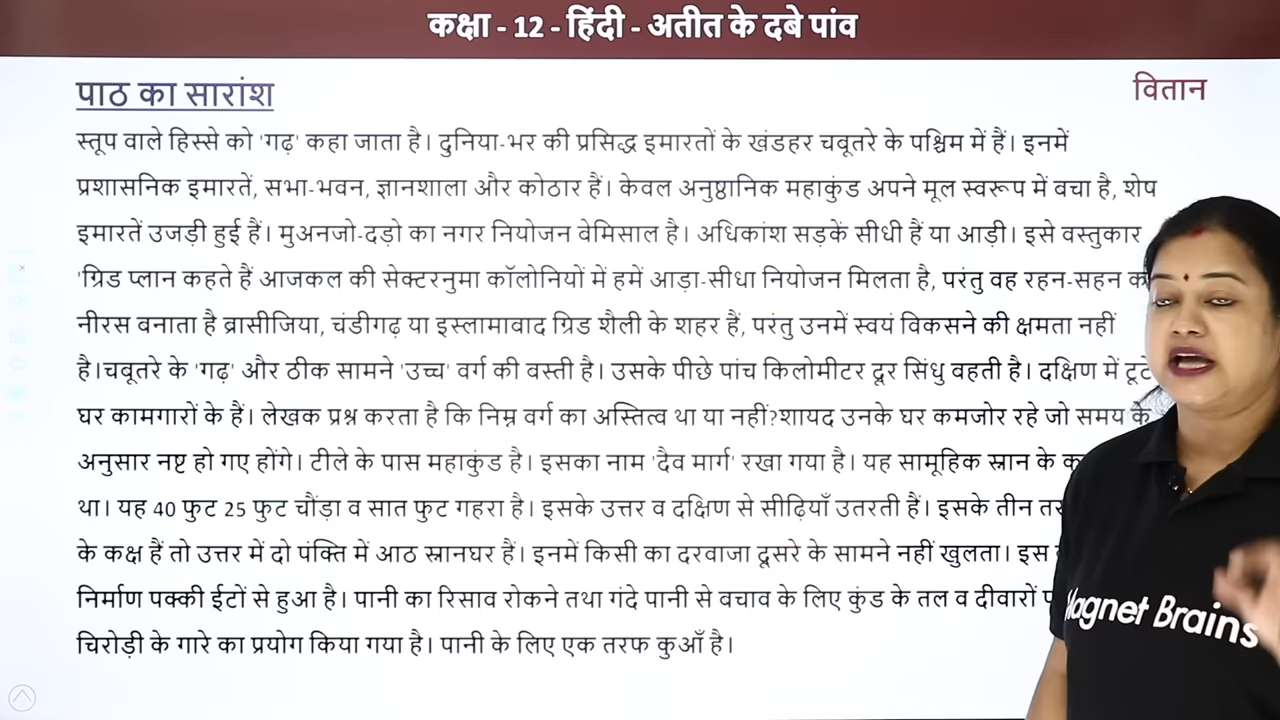 कक्षा - 12 - हिंदी - अतीत के दबे पांव
पाठ का सारांश
वितान
स्तूप वाले हिस्से को 'गढ़' कहा जाता है। दुनिया-भर की प्रसिद्ध इमारतों के खंडहर चबूतरे के पश्चिम में हैं। इनमें
प्रशासनिक इमारतें, सभा-भवन, ज्ञानशाला और कोठार हैं। केवल अनुष्ठानिक महाकुंड अपने मूल स्वरूप में बचा है, शेष
इमारतें उजड़ी हुई हैं। मुअनजो-दड़ो का नगर नियोजन बेमिसाल है। अधिकांश सड़कें सीधी हैं या आड़ी। इसे वस्तुकार
'ग्रिड प्लान कहते हैं आजकल की सेक्टरनुमा कॉलोनियों में हमें आड़ा-सीधा नियोजन मिलता है, परंतु वह रहन-सहन को
नीरस बनाता है ब्रासीजिया, चंडीगढ़ या इस्लामाबाद ग्रिड शैली के शहर हैं, परंतु उनमें स्वयं विकसने की क्षमता नहीं
है।चबूतरे के 'गढ़' और ठीक सामने 'उच्च' वर्ग की बस्ती है। उसके पीछे पांच किलोमीटर दूर सिंधु बहती है। दक्षिण में टूटे
घर कामगारों के हैं। लेखक प्रश्न करता है कि निम्न वर्ग का अस्तित्व था या नहीं?शायद उनके घर कमजोर रहे जो समय के
अनुसार नष्ट हो गए होंगे। टीले के पास महाकुंड है। इसका नाम 'दैव मार्ग' रखा गया है। यह सामूहिक स्नान के
था। यह 40 फुट 25 फुट चौंड़ा व सात फुट गहरा है। इसके उत्तर व दक्षिण से सीढ़ियाँ उतरती हैं। इसके तीन
के कक्ष हैं तो उत्तर में दो पंक्ति में आठ स्नानघर हैं। इनमें किसी का दरवाजा दूसरे के सामने नहीं खुलता। इस
निर्माण पक्की ईटों से हुआ है। पानी का रिसाव रोकने तथा गंदे पानी से बचाव के लिए कुंड के तल व दीवारों
चिरोड़ी के गारे का प्रयोग किया गया है। पानी के लिए एक तरफ कुआँ है।
Magnet Brains